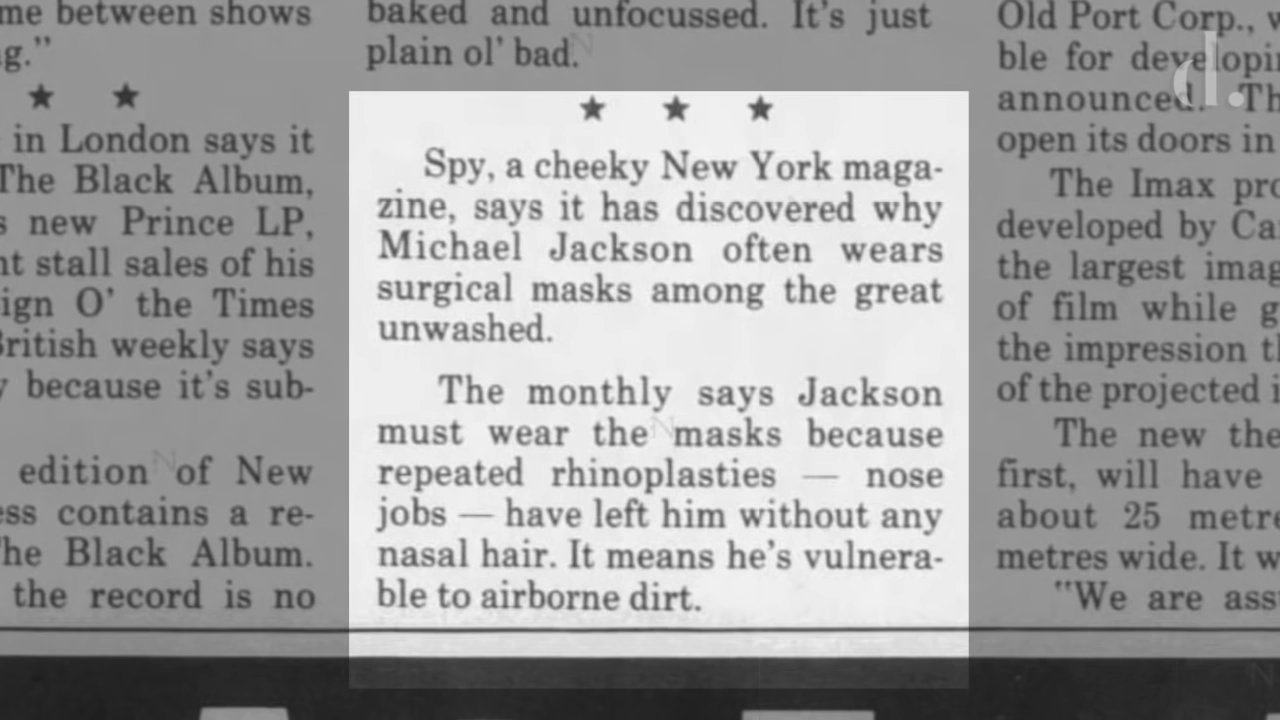 me between shows
g."
★ ★
in London says it
The Black Album,
s new Prince LP,
nt stall sales of his
ign O' the Times
British weekly says
y because it's sub-
edition of New
ess contains a re-
The Black Album.
the record is no
baked and unfocussed. It's just
plain ol' bad.
★ ★ ★
Spy, a cheeky New York maga-
zine, says it has discovered why
Michael Jackson often wears
surgical masks among the great
unwashed.
The monthly says Jackson
must wear the masks because
repeated rhinoplasties — nose
jobs — have left him without any
nasal hair. It means he's vulnera-
ble to airborne dirt.
Old Port Corp., w
ble for developin
announced. Th
open its doors in
The Imax pro
developed by Ca
the largest imag
of film while g
the impression th
of the projected i
The new the
first, will have
about 25 metre
metres wide. It w
"We are ass
d.